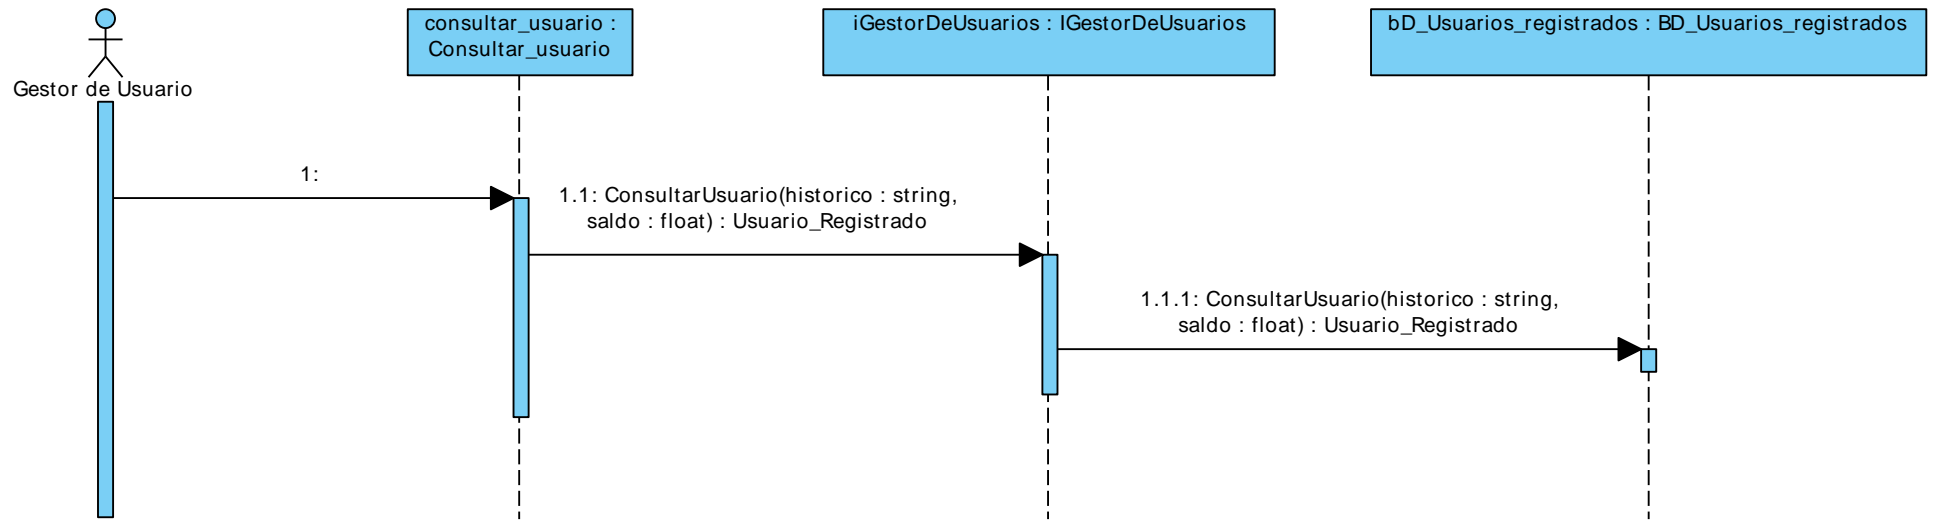 Gestor de Usuario
consultar_usuario :
Consultar_usuario
iGestorDeUsuarios : IGestorDeUsuarios
bD_Usuarios_registrados : BD_Usuarios_registrados
1:
1.1: ConsultarUsuario(historico : string,
saldo : float) : Usuario_Registrado
1.1.1: ConsultarUsuario(historico : string,
saldo : float) : Usuario_Registrado